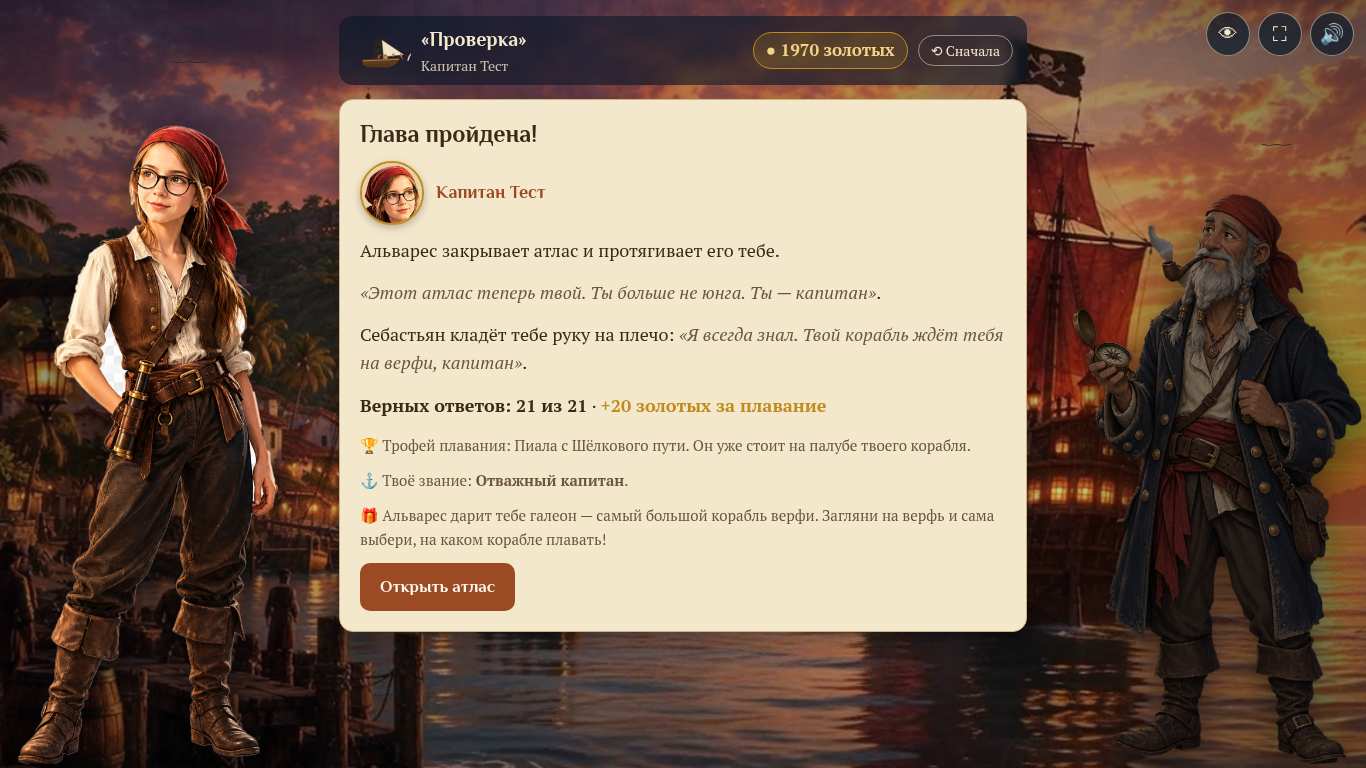 «Проверка»
Капитан Тест
● 1970 золотых
⟲ Сначала
Глава пройдена!
Капитан Тест
Альварес закрывает атлас и протягивает его тебе.
«Этот атлас теперь твой. Ты больше не юнга. Ты — капитан».
Себастьян кладёт тебе руку на плечо: «Я всегда знал. Твой корабль ждёт тебя
на верфи, капитан».
Верных ответов: 21 из 21 · +20 золотых за плавание
🏆 Трофей плавания: Пиала с Шёлкового пути. Он уже стоит на палубе твоего корабля.
⚓ Твоё звание: Отважный капитан.
🎁 Альварес дарит тебе галеон — самый большой корабль верфи. Загляни на верфь и сама
выбери, на каком корабле плавать!
Открыть атлас